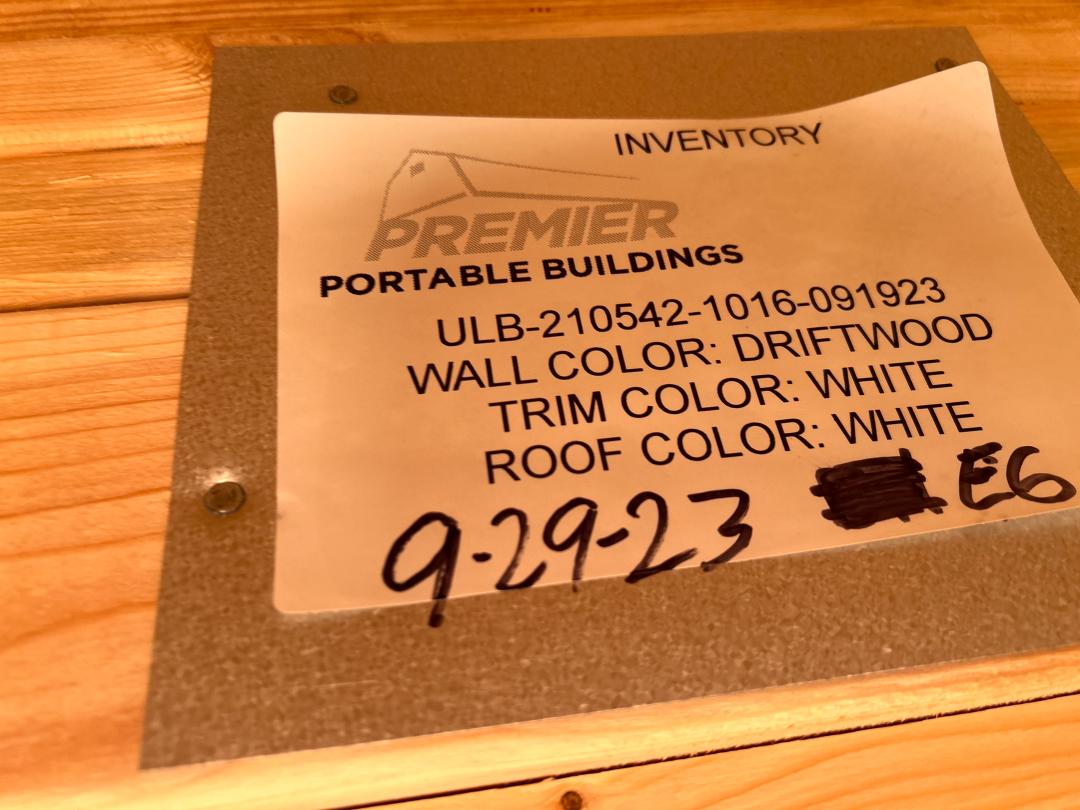 INVENTORY
PREMIER
PORTABLE BUILDINGS
ULB-210542-1016-091923
WALL COLOR: DRIFTWOOD
TRIM COLOR: WHITE
ROOF COLOR: WHITE
9-29-23 E6